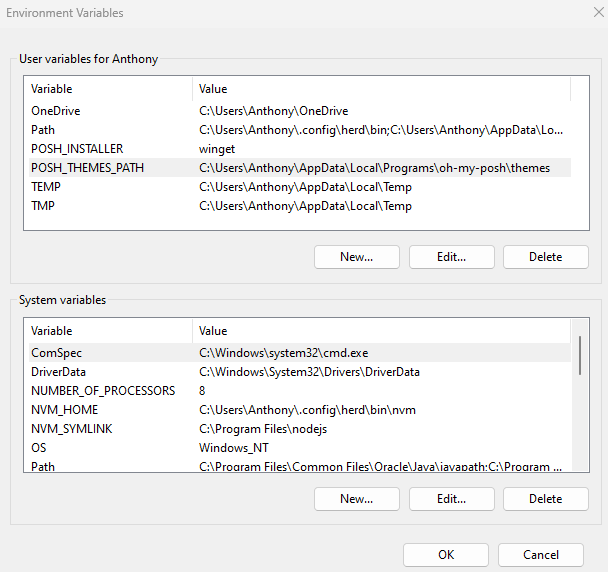 Environment Variables
User variables for Anthony
Variable Value
OneDrive C:\Users\Anthony\OneDrive
Path C:\Users\Anthony\.config\herd\bin;C:\Users\Anthony\AppData\Lo...
POSH_INSTALLER winget
POSH_THEMES_PATH C:\Users\Anthony\AppData\Local\Programs\oh-my-posh\themes
TEMP C:\Users\Anthony\AppData\Local\Temp
TMP C:\Users\Anthony\AppData\Local\Temp
New... Edit... Delete
System variables
Variable Value
ComSpec C:\Windows\system32\cmd.exe
DriverData C:\Windows\System32\Drivers\DriverData
NUMBER_OF_PROCESSORS 8
NVM_HOME C:\Users\Anthony\.config\herd\bin\nvm
NVM_SYMLINK C:\Program Files\nodejs
OS Windows_NT
Path C:\Program Files\Common Files\Oracle\Java\javapath;C:\Program ...
New... Edit... Delete
OK Cancel